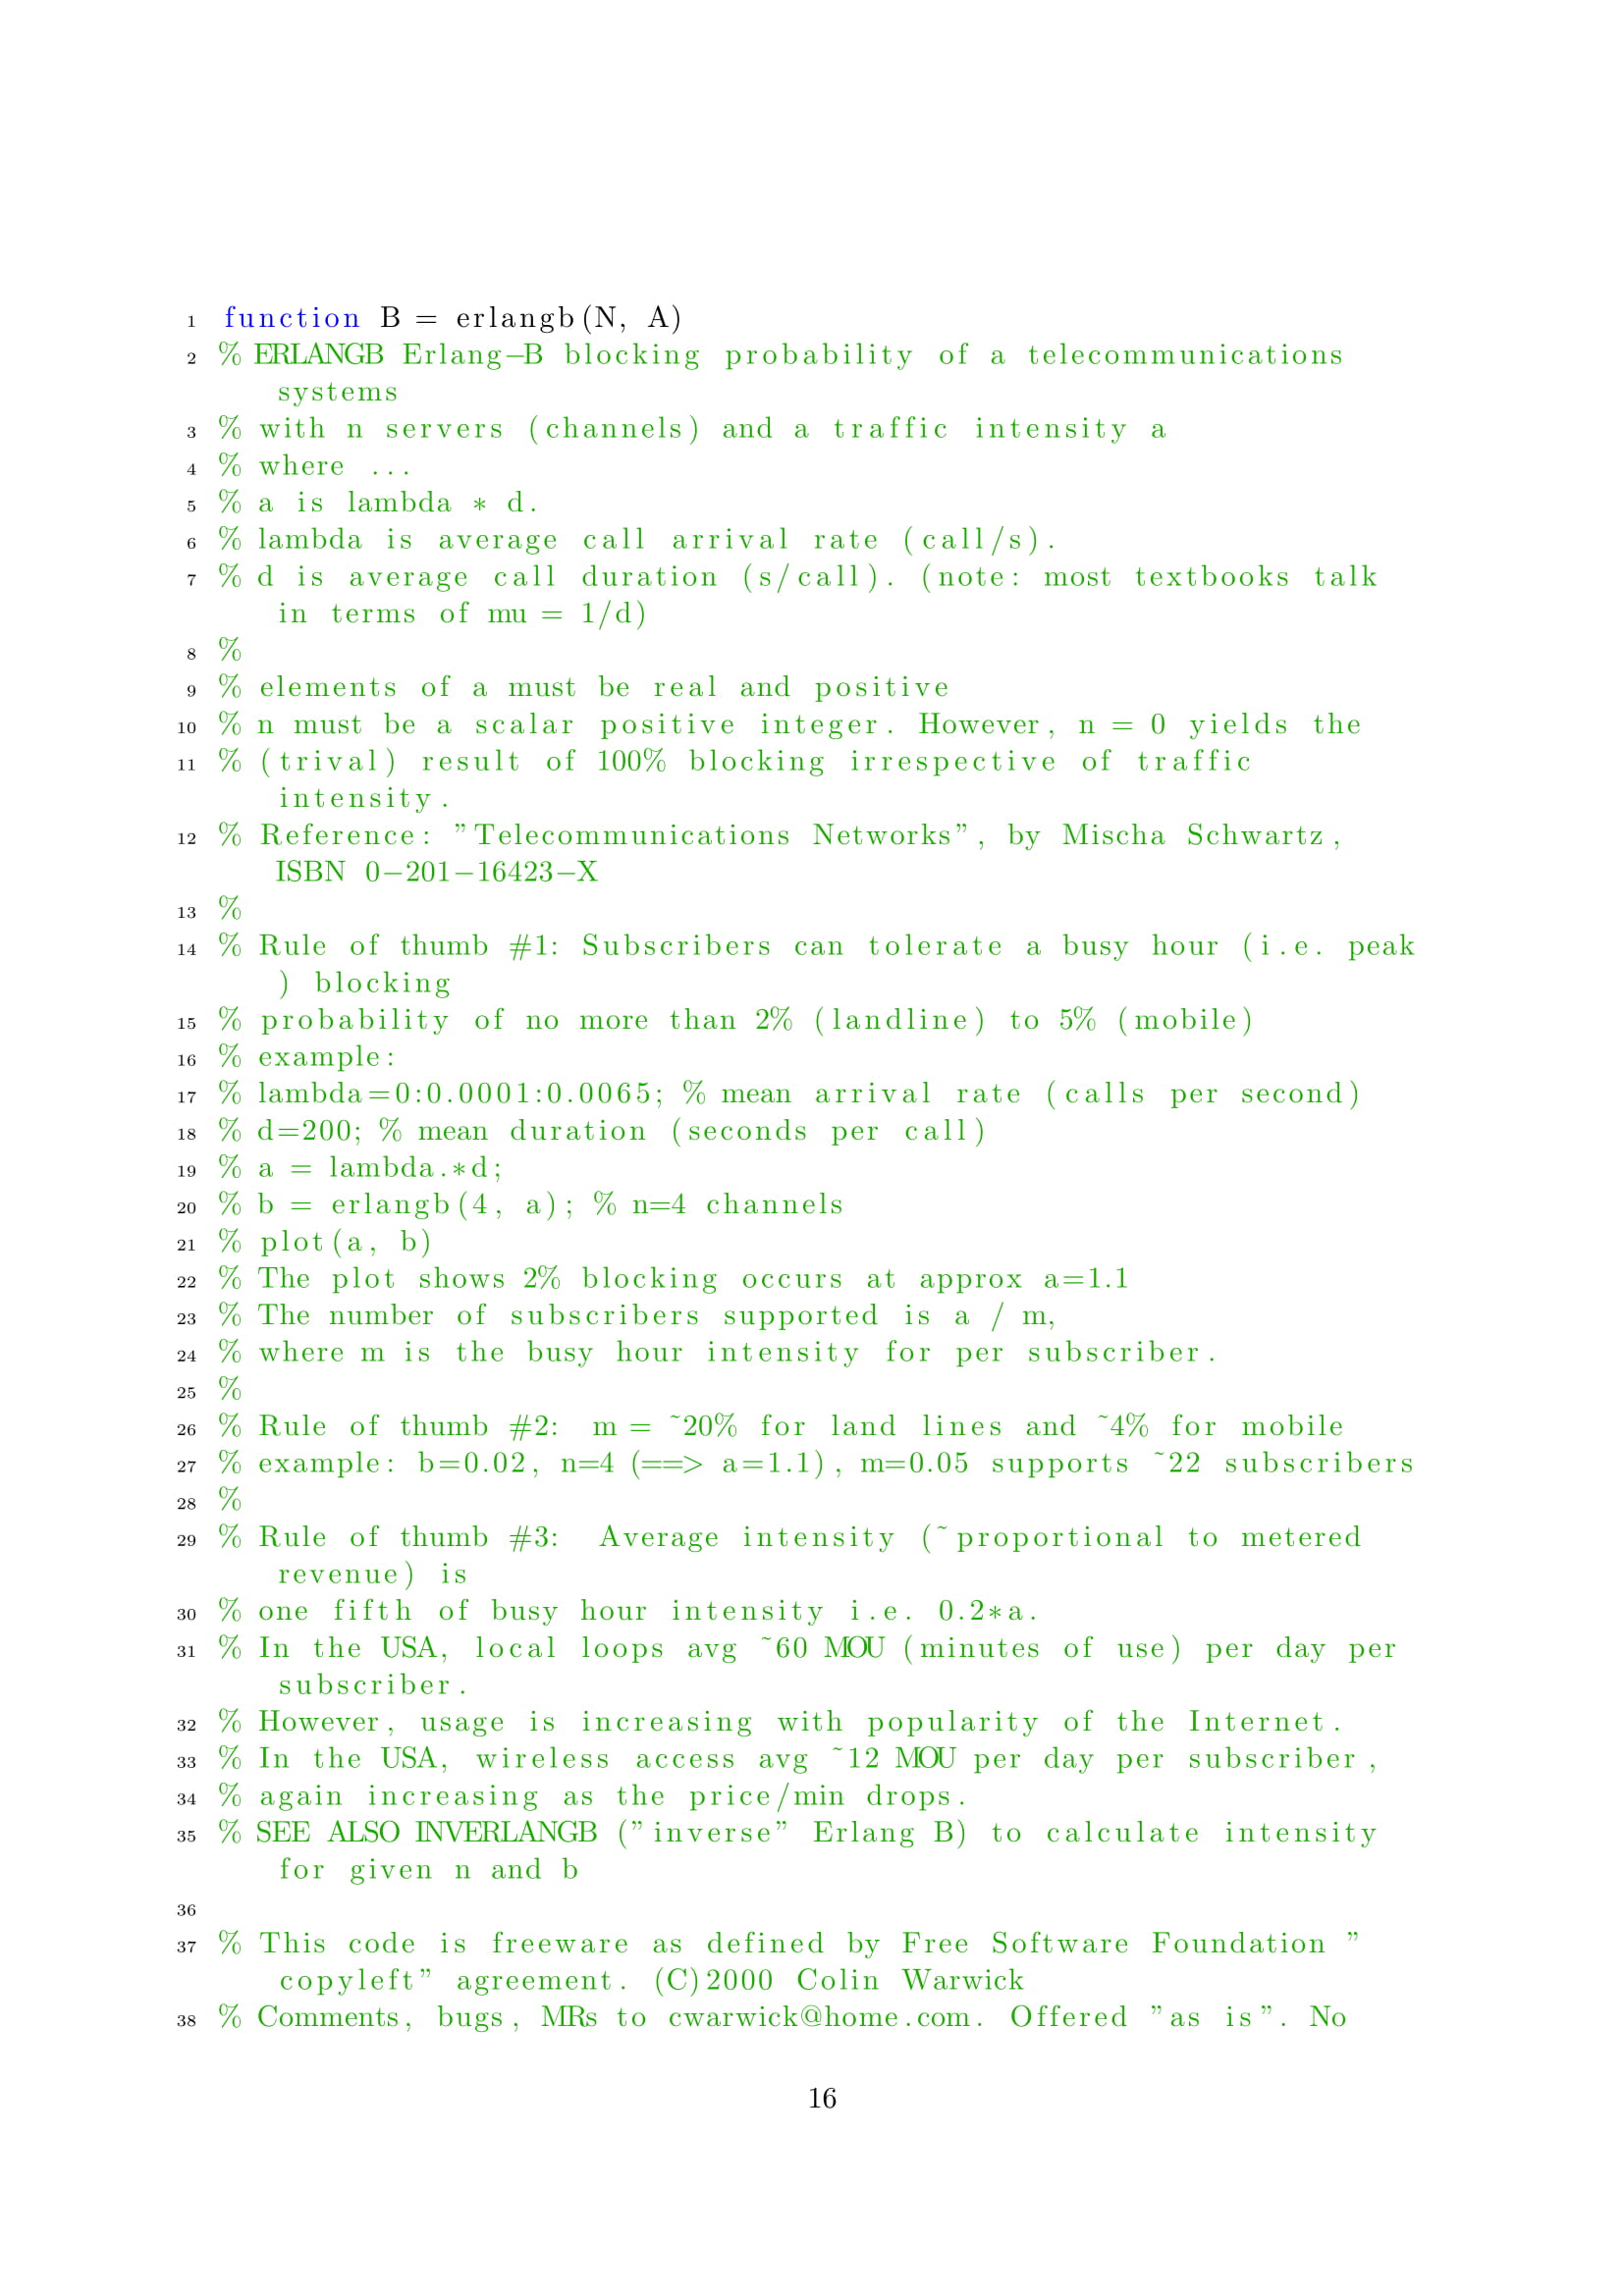 1 function B = erlangb(N, A)
2 % ERLANGB Erlang−B blocking probability of a telecommunications
systems
3 % with n servers (channels) and a traffic intensity a
4 % where ...
5 % a is lambda * d.
6 % lambda is average call arrival rate (call/s).
7 % d is average call duration (s/call). (note: most textbooks talk
in terms of mu = 1/d)
8 %
9 % elements of a must be real and positive
10 % n must be a scalar positive integer. However, n = 0 yields the
11 % (trival) result of 100% blocking irrespective of traffic
intensity.
12 % Reference: "Telecommunications Networks", by Mischa Schwartz,
ISBN 0−201−16423−X
13 %
14 % Rule of thumb #1: Subscribers can tolerate a busy hour (i.e. peak
) blocking
15 % probability of no more than 2% (landline) to 5% (mobile)
16 % example:
17 % lambda=0:0.0001:0.0065; % mean arrival rate (calls per second)
18 % d=200; % mean duration (seconds per call)
19 % a = lambda.*d;
20 % b = erlangb(4, a); % n=4 channels
21 % plot(a, b)
22 % The plot shows 2% blocking occurs at approx a=1.1
23 % The number of subscribers supported is a / m,
24 % where m is the busy hour intensity for per subscriber.
25 %
26 % Rule of thumb #2: m = ~20% for land lines and ~4% for mobile
27 % example: b=0.02, n=4 (==> a=1.1), m=0.05 supports ~22 subscribers
28 %
29 % Rule of thumb #3: Average intensity (~proportional to metered
revenue) is
30 % one fifth of busy hour intensity i.e. 0.2*a.
31 % In the USA, local loops avg ~60 MOU (minutes of use) per day per
subscriber.
32 % However, usage is increasing with popularity of the Internet.
33 % In the USA, wireless access avg ~12 MOU per day per subscriber,
34 % again increasing as the price/min drops.
35 % SEE ALSO INVERLANGB ("inverse" Erlang B) to calculate intensity
for given n and b
36
37 % This code is freeware as defined by Free Software Foundation "
copyleft" agreement. (C)2000 Colin Warwick
38 % Comments, bugs, MRs to cwarwick@home.com. Offered "as is". No
16